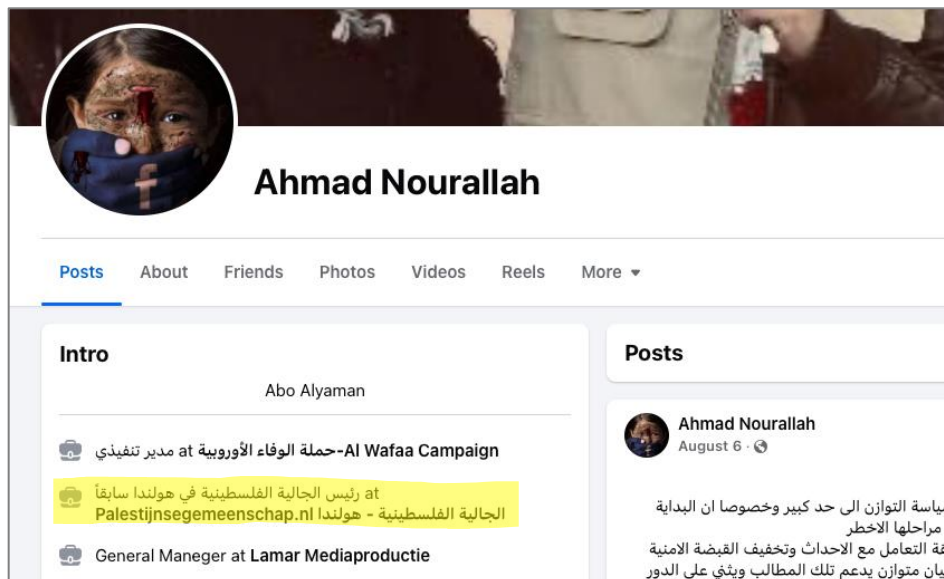 Ahmad Nourallah
Posts
About
Friends
Photos
Videos
Reels
More
Intro
Abo Alyaman
مدير تنفيذي at حملة الوفاء الأوروبية-Al Wafaa Campaign
رئيس الجالية الفلسطينية في هولندا سابقاً at
الجالية الفلسطينية - هولندا Palestijnsegemeenschap.nl
General Maneger at Lamar Mediaproductie
Posts
Ahmad Nourallah
August 6 ·
سياسة التوازن الى حد كبير وخصوصا ان البداية
مراحلها الاخطر
التعامل مع الاحداث وتخفيف القبضة الامنية
متوازن يدعم تلك المطالب ويثني على الدور